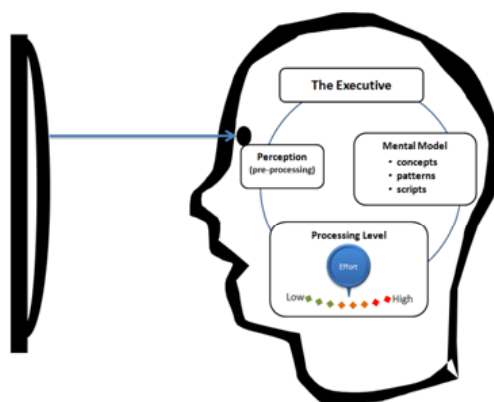 The Executive
Perception
(pre-processing)
Mental Model
• concepts
• patterns
• scripts
Processing Level
Effort
Low
High